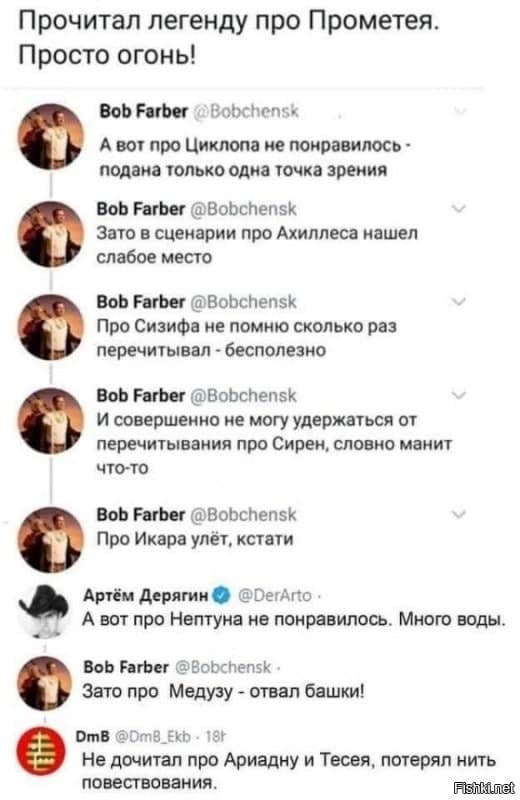 Прочитал легенду про Прометея.
Просто огонь!
Bob Farber @Bobchensk
А вот про Циклопа не понравилось -
подана только одна точка зрения
Bob Farber @Bobchensk
Зато в сценарии про Ахиллеса нашел
слабое место
Bob Farber @Bobchensk
Про Сизифа не помню сколько раз
перечитывал - бесполезно
Bob Farber @Bobchensk
И совершенно не могу удержаться от
перечитывания про Сирен, словно манит
что-то
Bob Farber @Bobchensk
Про Икара улёт, кстати
Артём Дерягин @DerArto ·
А вот про Нептуна не понравилось. Много воды.
Bob Farber @Bobchensk ·
Зато про Медузу - отвал башки!
DmB @DmB_Ekb · 18h
Не дочитал про Ариадну и Тесея, потерял нить
повествования.
Fishki.net